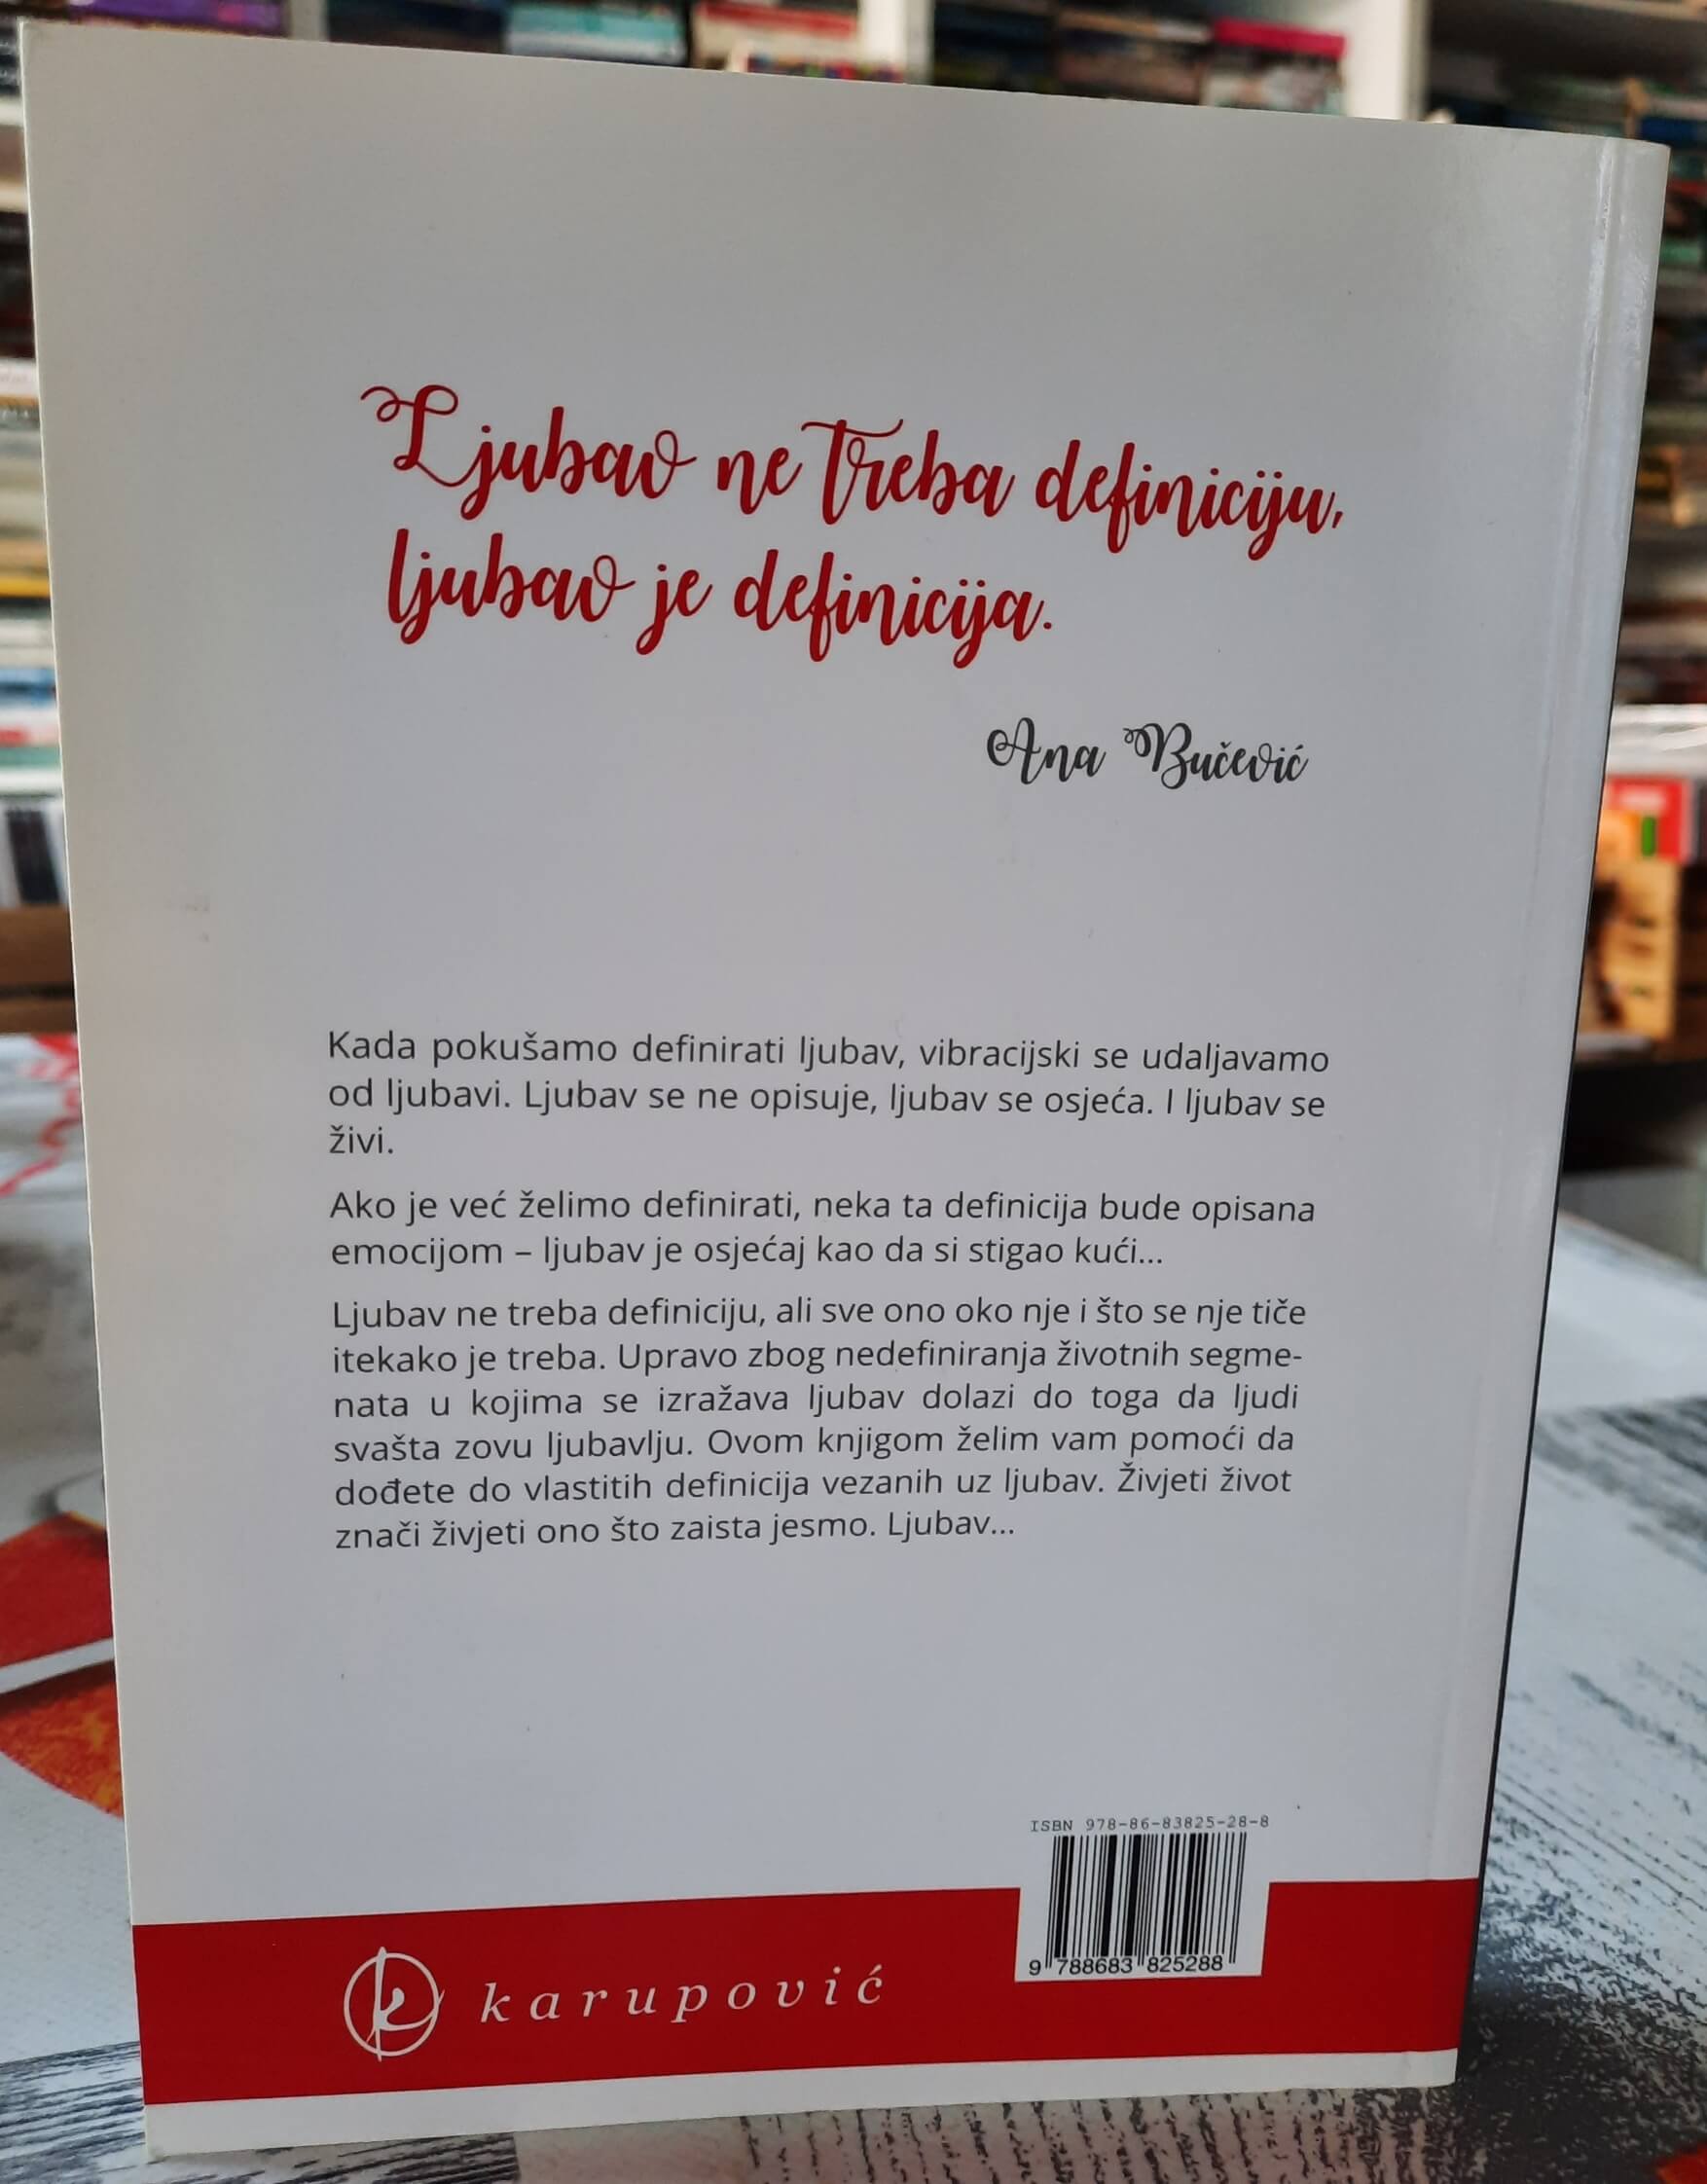 Ljubav ne treba definiciju,
ljubav je definicija.
Ana Bučević
Kada pokušamo definirati ljubav, vibracijski se udaljavamo
od ljubavi. Ljubav se ne opisuje, ljubav se osjeća. I ljubav se
živi.
Ako je već želimo definirati, neka ta definicija bude opisana
emocijom – ljubav je osjećaj kao da si stigao kući...
Ljubav ne treba definiciju, ali sve ono oko nje i što se nje tiče
itekako je treba. Upravo zbog nedefiniranja životnih segme-
nata u kojima se izražava ljubav dolazi do toga da ljudi
svašta zovu ljubavlju. Ovom knjigom želim vam pomoći da
dođete do vlastitih definicija vezanih uz ljubav. Živjeti život
znači živjeti ono što zaista jesmo. Ljubav...
ISBN 978-86-83825-28-8
9 788683 825288
k karupović